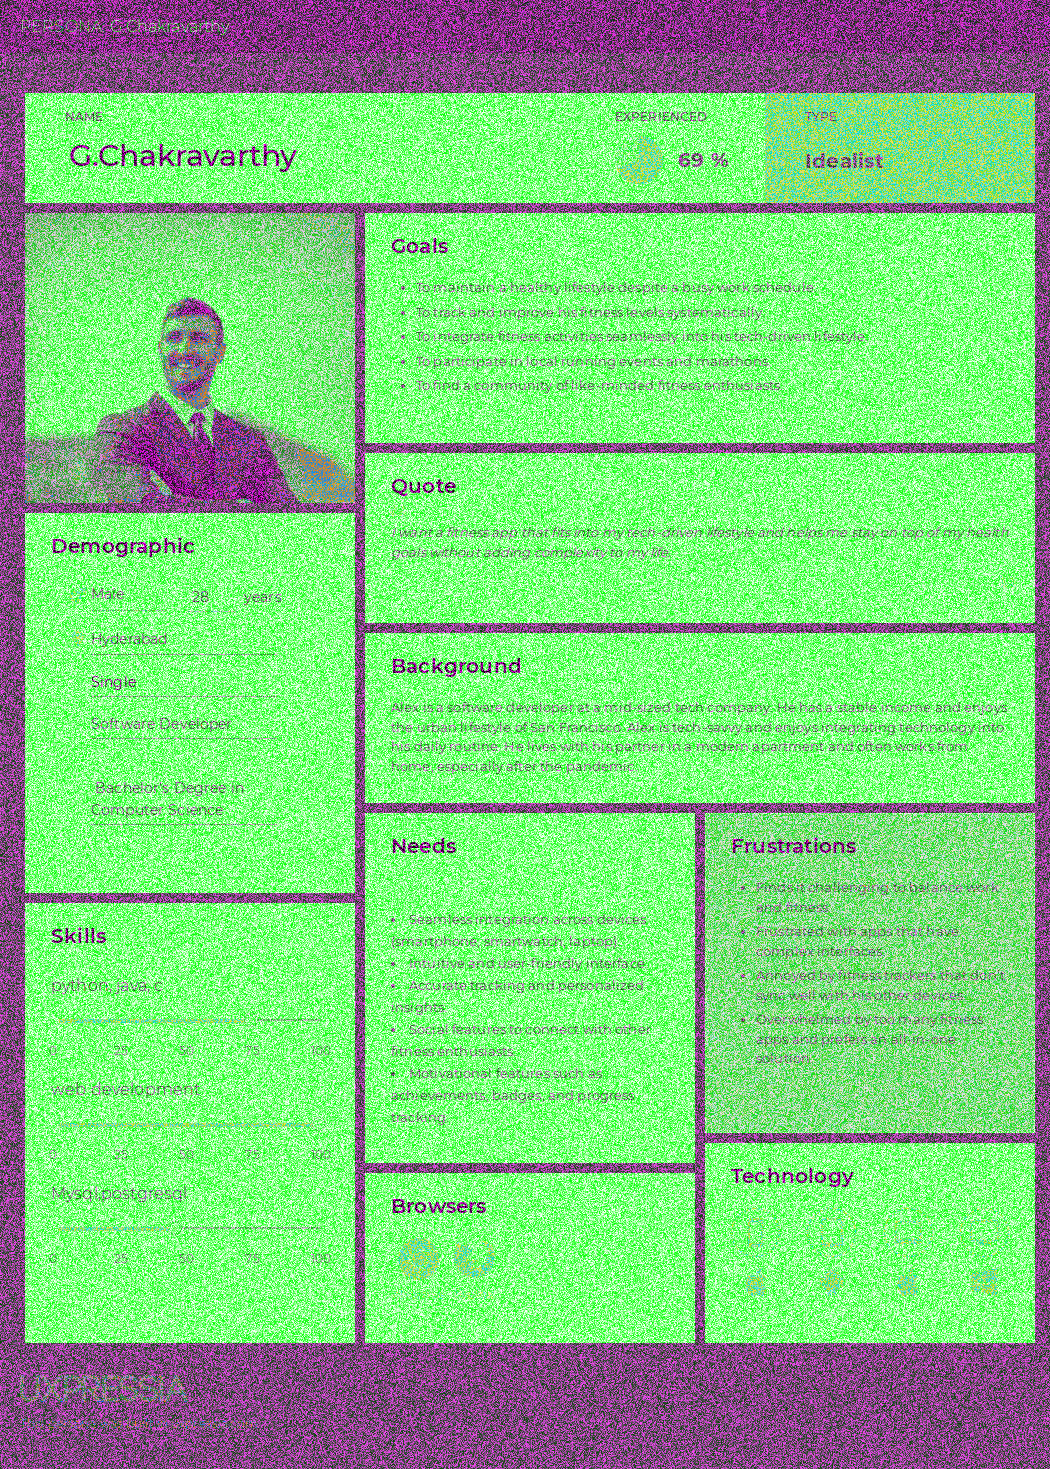 PERSONA: G.Chakravarthy
NAME
G.Chakravarthy
EXPERIENCED
69 %
TYPE
Idealist
Goals
• To maintain a healthy lifestyle despite a busy work schedule.
• To track and improve his fitness levels systematically.
• To integrate fitness activities seamlessly into his tech-driven lifestyle.
• To participate in local running events and marathons.
• To find a community of like-minded fitness enthusiasts.
Quote
I want a fitness app that fits into my tech-driven lifestyle and helps me stay on top of my health
goals without adding complexity to my life.
Demographic
Male 28 years
Hyderabad
Single
Software Developer
Bachelor's Degree in
Computer Science
Background
Alex is a software developer at a mid-sized tech company. He has a stable income and enjoys
the urban lifestyle of San Francisco. Alex is tech-savvy and enjoys integrating technology into
his daily routine. He lives with his partner in a modern apartment and often works from
home, especially after the pandemic.
Skills
python, java, c
0 25 50 75 100
web development
0 25 50 75 100
Mysql,postgresql
0 25 50 75 100
Needs
• Seamless integration across devices
(smartphone, smartwatch, laptop).
• Intuitive and user-friendly interface.
• Accurate tracking and personalized
insights.
• Social features to connect with other
fitness enthusiasts.
• Motivational features such as
achievements, badges, and progress
tracking.
Frustrations
• Finds it challenging to balance work
and fitness.
• Frustrated with apps that have
complex interfaces.
• Annoyed by fitness trackers that don't
sync well with his other devices.
• Overwhelmed by too many fitness
apps and prefers an all-in-one
solution.
Browsers
Technology
UXPRESSIA